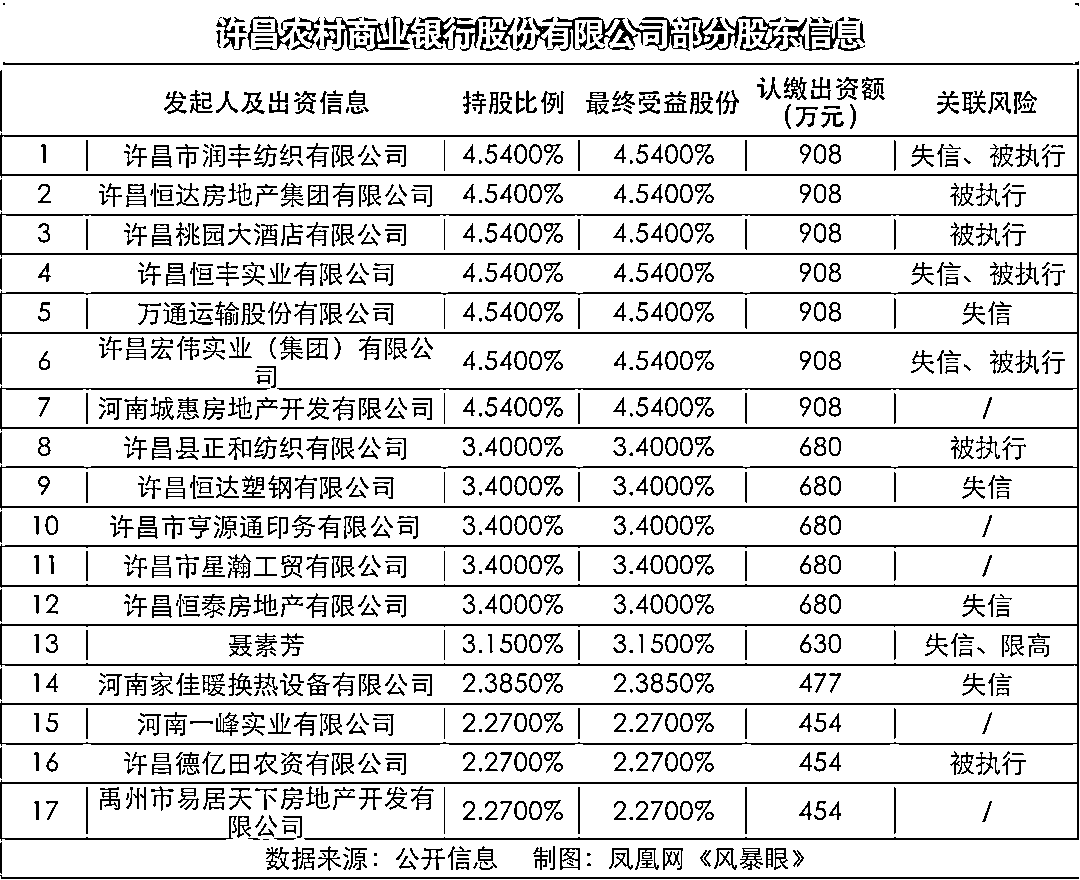 许昌农村商业银行股份有限公司部分股东信息
发起人及出资信息 持股比例 最终受益股份 认缴出资额 关联风险
(万元)
1 许昌市润丰纺织有限公司 4.5400% 4.5400% 908 失信、被执行
2 许昌恒达房地产集团有限公司 4.5400% 4.5400% 908 被执行
3 许昌桃园大酒店有限公司 4.5400% 4.5400% 908 被执行
4 许昌恒丰实业有限公司 4.5400% 4.5400% 908 失信、被执行
5 万通运输股份有限公司 4.5400% 4.5400% 908 失信
6 许昌宏伟实业（集团）有限公 4.5400% 4.5400% 908 失信、被执行
司
7 河南城惠房地产开发有限公司 4.5400% 4.5400% 908 /
8 许昌县正和纺织有限公司 3.4000% 3.4000% 680 被执行
9 许昌恒达塑钢有限公司 3.4000% 3.4000% 680 失信
10 许昌市亨源通印务有限公司 3.4000% 3.4000% 680 /
11 许昌市星瀚工贸有限公司 3.4000% 3.4000% 680 /
12 许昌恒泰房地产有限公司 3.4000% 3.4000% 680 失信
13 聂素芳 3.1500% 3.1500% 630 失信、限高
14 河南家佳暖换热设备有限公司 2.3850% 2.3850% 477 失信
15 河南一峰实业有限公司 2.2700% 2.2700% 454 /
16 许昌德亿田农资有限公司 2.2700% 2.2700% 454 被执行
17 禹州市易居天下房地产开发有 2.2700% 2.2700% 454 /
限公司
数据来源：公开信息 制图：凤凰网《风暴眼》